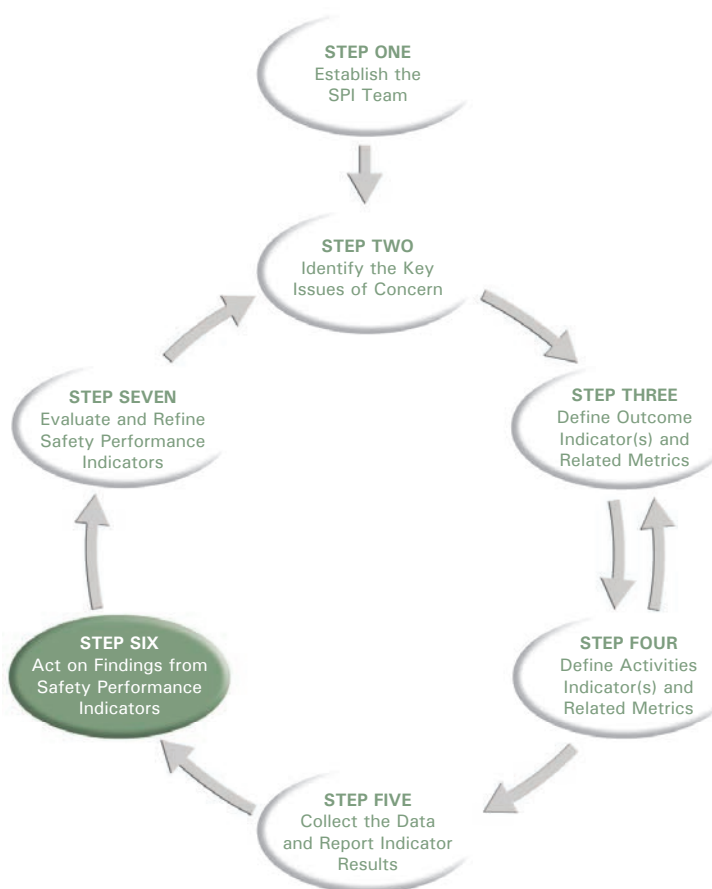 STEP ONE
Establish the
SPI Team
STEP TWO
Identify the Key
Issues of Concern
STEP THREE
Define Outcome
Indicator(s) and
Related Metrics
STEP FOUR
Define Activities
Indicator(s) and
Related Metrics
STEP FIVE
Collect the Data
and Report Indicator
Results
STEP SIX
Act on Findings from
Safety Performance
Indicators
STEP SEVEN
Evaluate and Refine
Safety Performance
Indicators